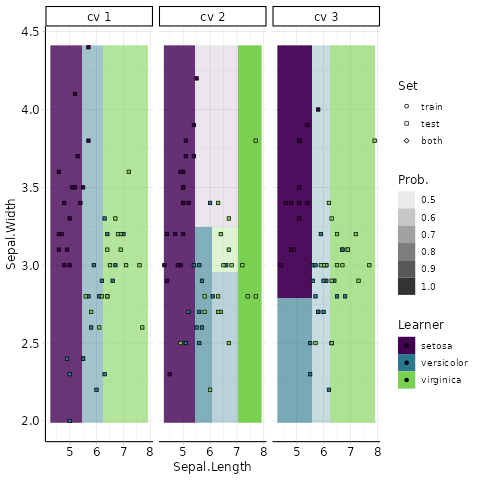 cv 1 cv 2 cv 3
4.5
4.0
3.5
3.0
2.5
2.0
Sepal.Width
5 6 7 8 5 6 7 8 5 6 7 8
Sepal.Length
Set
train
test
both
Prob.
0.5
0.6
0.7
0.8
0.9
1.0
Learner
setosa
versicolor
virginica